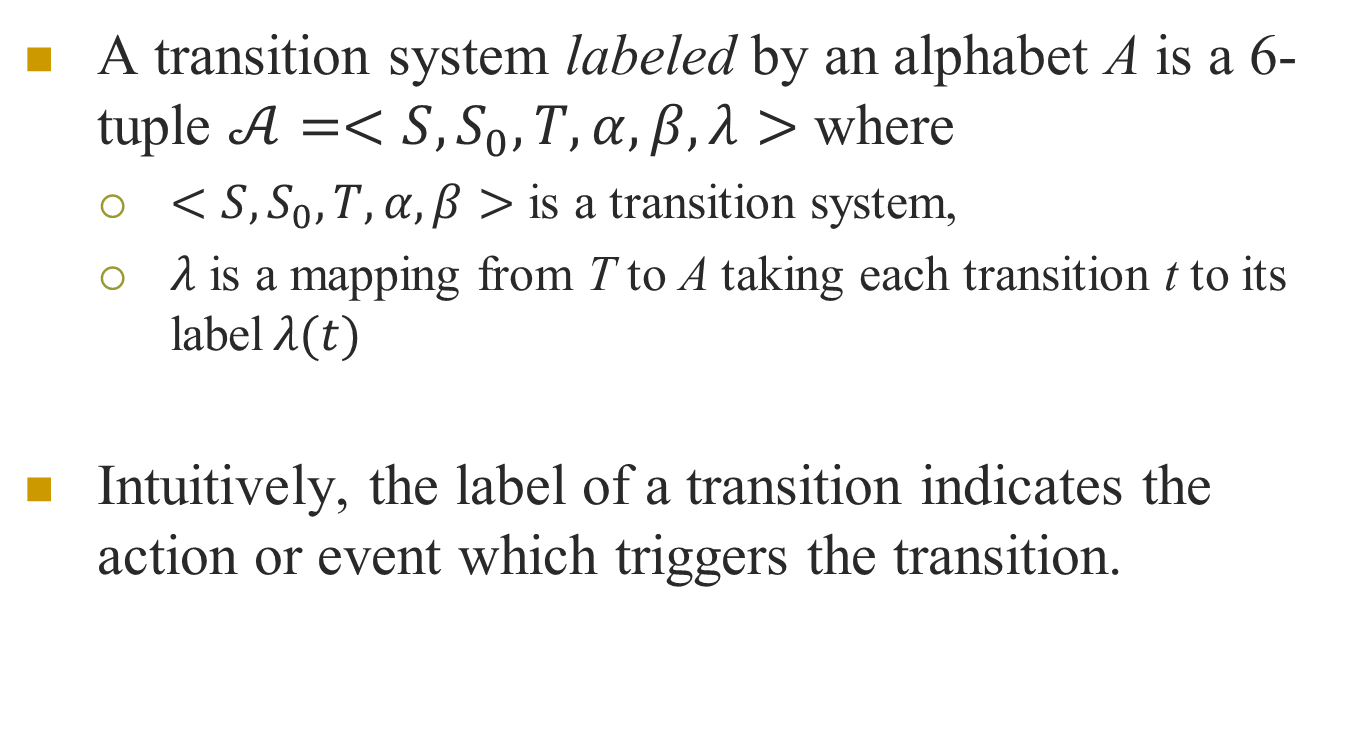 ■ A transition system labeled by an alphabet A is a 6-
tuple 𝒜 =< S, S₀, T, α, β, λ > where
○ < S, S₀, T, α, β > is a transition system,
○ λ is a mapping from T to A taking each transition t to its
label λ(t)
■ Intuitively, the label of a transition indicates the
action or event which triggers the transition.